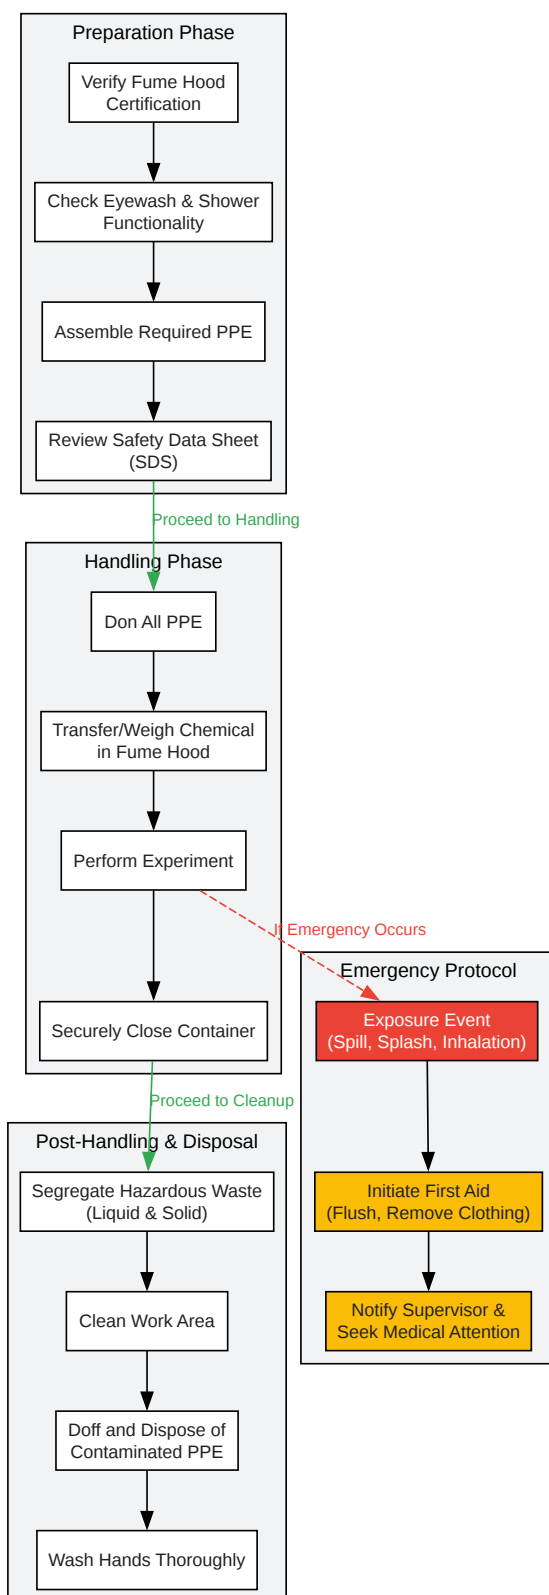 Preparation Phase
Verify Fume Hood
Certification
Check Eyewash & Shower
Functionality
Assemble Required PPE
Review Safety Data Sheet
(SDS)
Proceed to Handling
Handling Phase
Don All PPE
Transfer/Weigh Chemical
in Fume Hood
Perform Experiment
If Emergency Occurs
Securely Close Container
Emergency Protocol
Exposure Event
(Spill, Splash, Inhalation)
Initiate First Aid
(Flush, Remove Clothing)
Notify Supervisor &
Seek Medical Attention
Proceed to Cleanup
Post-Handling & Disposal
Segregate Hazardous Waste
(Liquid & Solid)
Clean Work Area
Doff and Dispose of
Contaminated PPE
Wash Hands Thoroughly